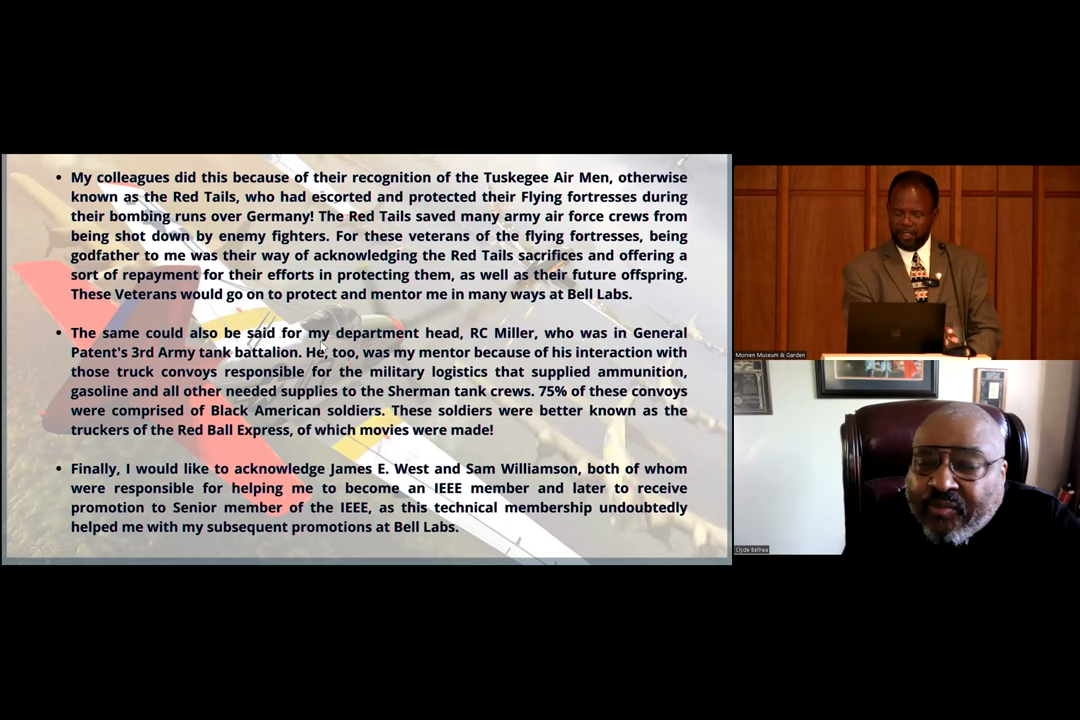 • My colleagues did this because of their recognition of the Tuskegee Air Men, otherwise
known as the Red Tails, who had escorted and protected their Flying fortresses during
their bombing runs over Germany! The Red Tails saved many army air force crews from
being shot down by enemy fighters. For these veterans of the flying fortresses, being
godfather to me was their way of acknowledging the Red Tails sacrifices and offering a
sort of repayment for their efforts in protecting them, as well as their future offspring.
These Veterans would go on to protect and mentor me in many ways at Bell Labs.
• The same could also be said for my department head, RC Miller, who was in General
Patent's 3rd Army tank battalion. He, too, was my mentor because of his interaction with
those truck convoys responsible for the military logistics that supplied ammunition,
gasoline and all other needed supplies to the Sherman tank crews. 75% of these convoys
were comprised of Black American soldiers. These soldiers were better known as the
truckers of the Red Ball Express, of which movies were made!
• Finally, I would like to acknowledge James E. West and Sam Williamson, both of whom
were responsible for helping me to become an IEEE member and later to receive
promotion to Senior member of the IEEE, as this technical membership undoubtedly
helped me with my subsequent promotions at Bell Labs.
Morven Museum & Garden
Clyde Bethea